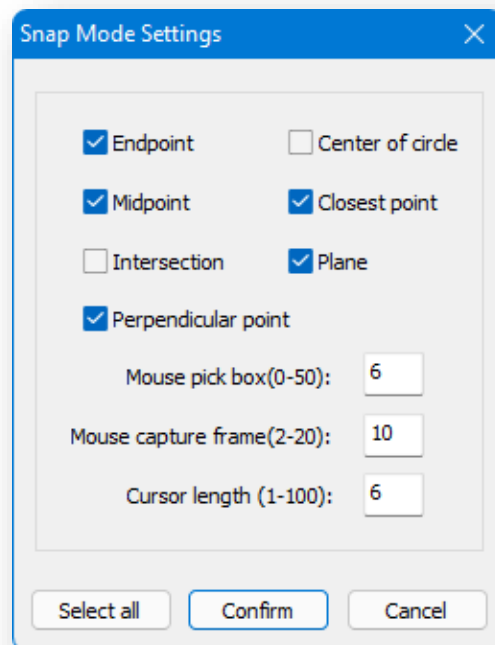 Snap Mode Settings
Endpoint Center of circle
Midpoint Closest point
Intersection Plane
Perpendicular point
Mouse pick box(0-50): 6
Mouse capture frame(2-20): 10
Cursor length (1-100): 6
Select all Confirm Cancel